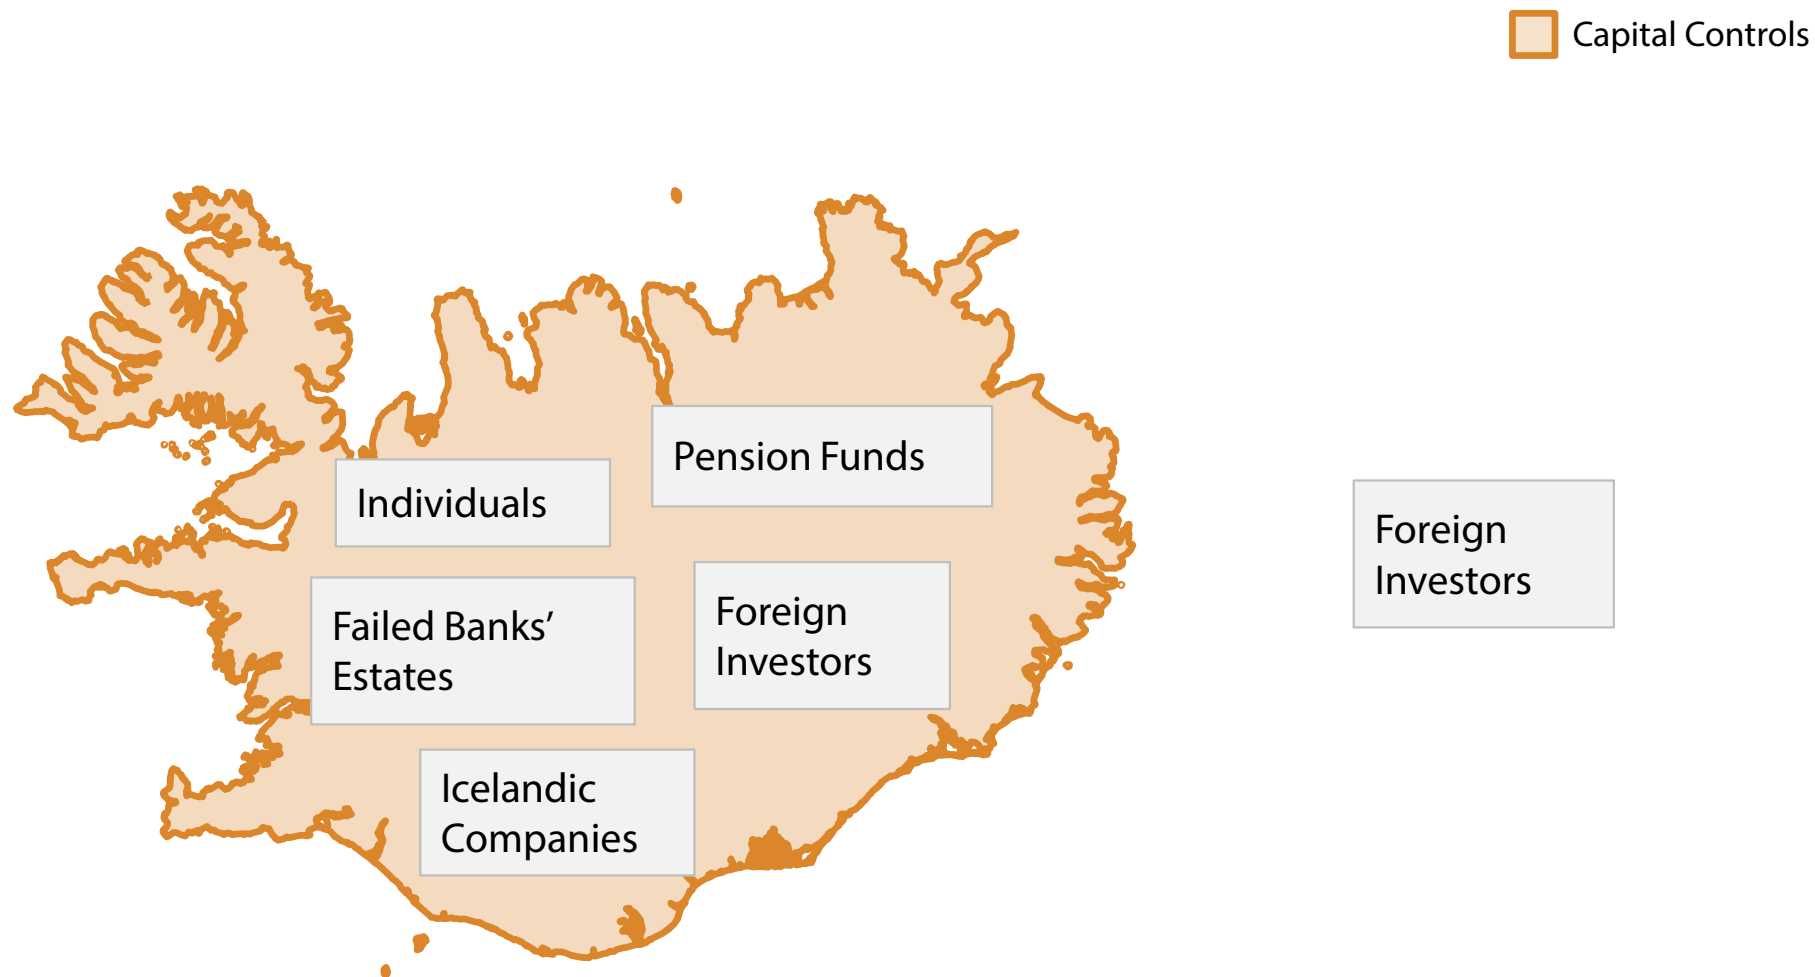 Capital Controls
Pension Funds
Individuals
Foreign
Investors
Failed Banks’
Estates
Foreign
Investors
Icelandic
Companies